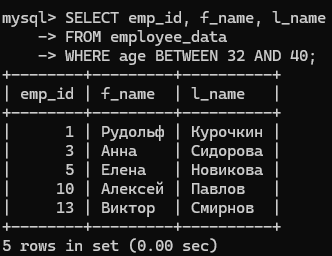 mysql> SELECT emp_id, f_name, l_name
    -> FROM employee_data
    -> WHERE age BETWEEN 32 AND 40;
+--------+---------+----------+
| emp_id | f_name  | l_name   |
+--------+---------+----------+
|      1 | Рудольф | Курочкин |
|      3 | Анна    | Сидорова |
|      5 | Елена   | Новикова |
|     10 | Алексей | Павлов   |
|     13 | Виктор  | Смирнов  |
+--------+---------+----------+
5 rows in set (0.00 sec)